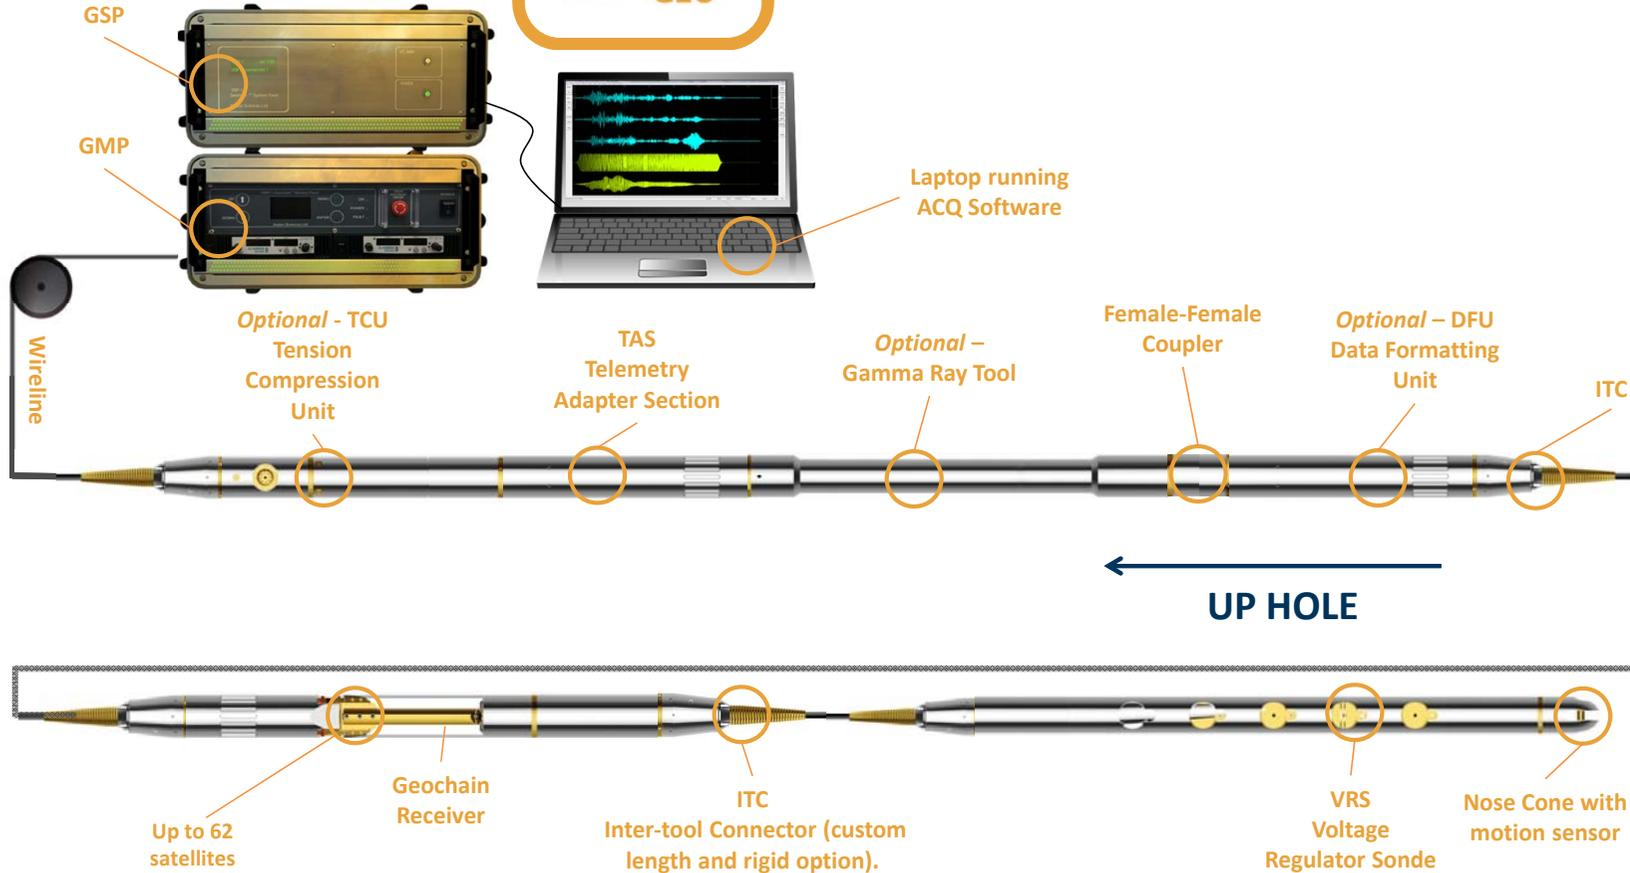 GSP
GMP
Laptop running
ACQ Software
Wireline
Optional - TCU
Tension
Compression
Unit
TAS
Telemetry
Adapter Section
Optional –
Gamma Ray Tool
Female-Female
Coupler
Optional – DFU
Data Formatting
Unit
ITC
UP HOLE
Up to 62
satellites
Geochain
Receiver
ITC
Inter-tool Connector (custom
length and rigid option).
VRS
Voltage
Regulator Sonde
Nose Cone with
motion sensor